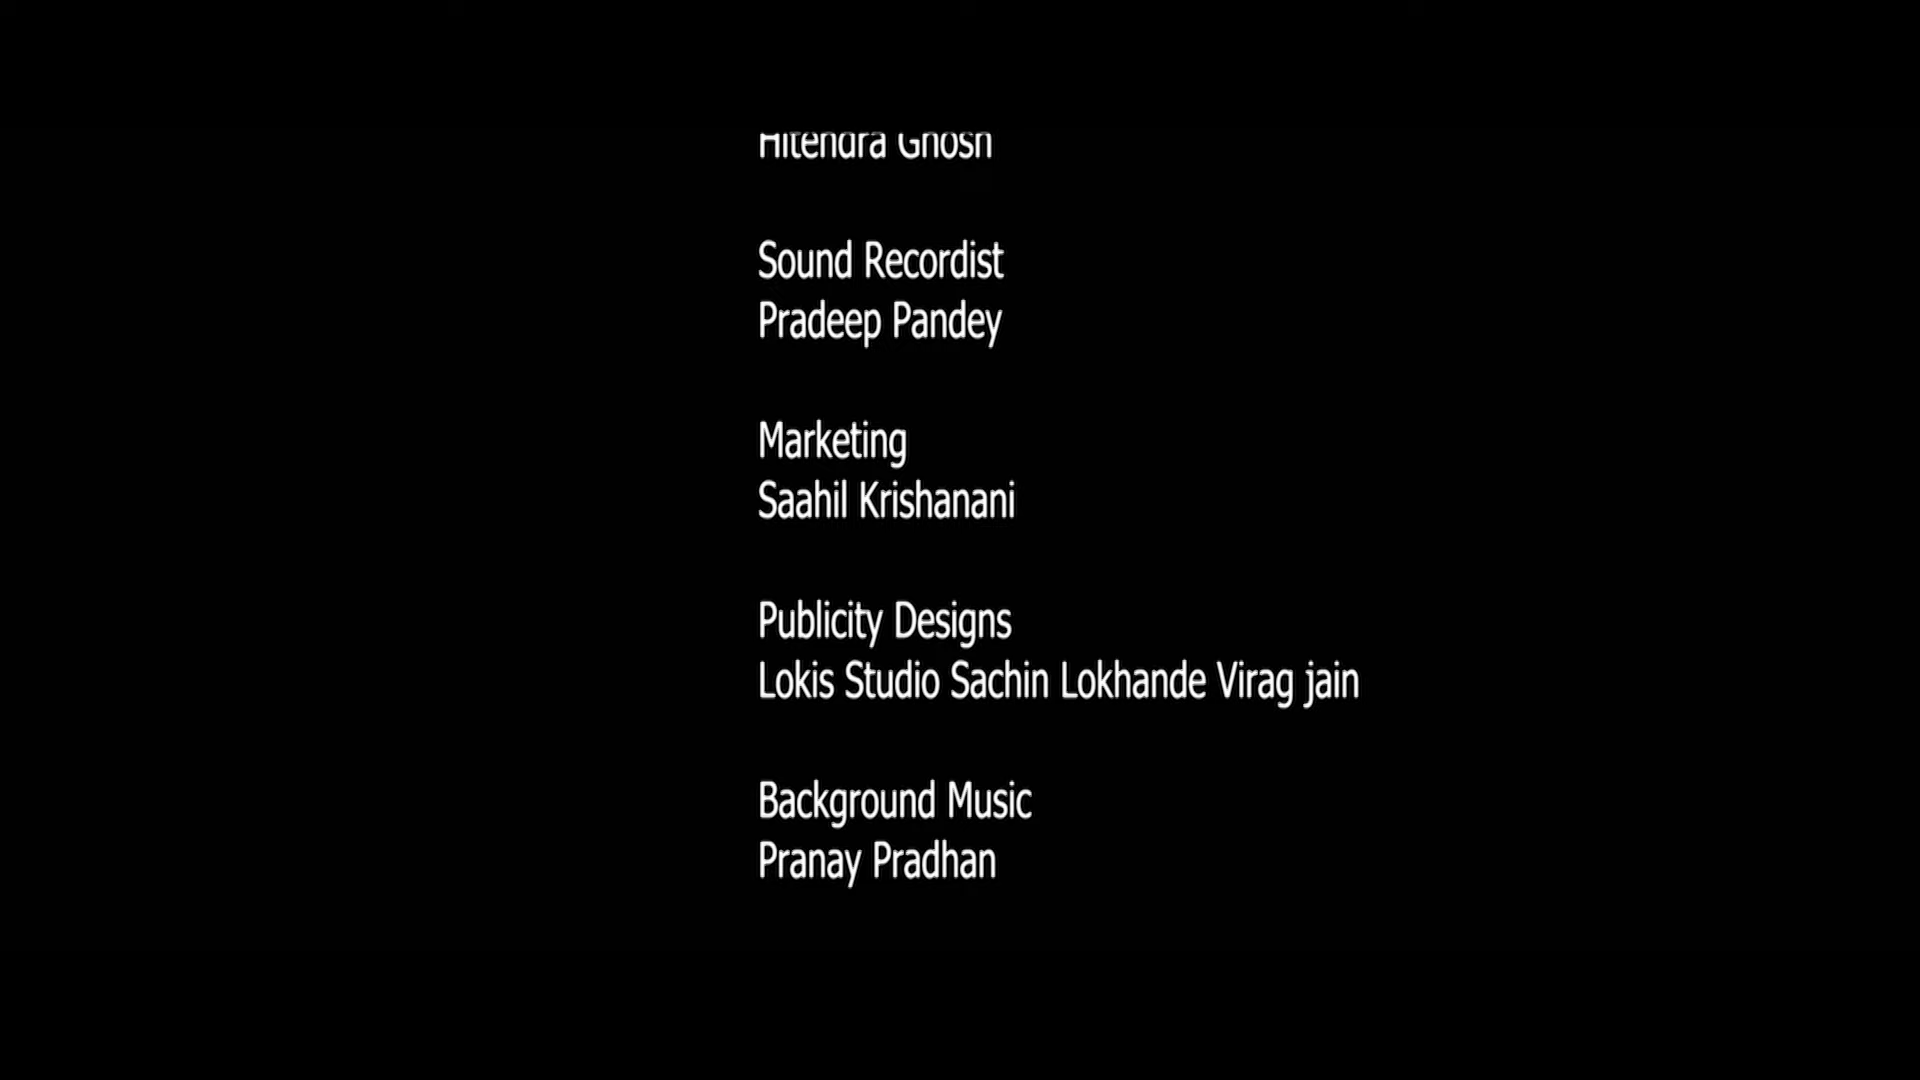 Hitendra Ghosh
Sound Recordist
Pradeep Pandey
Marketing
Saahil Krishanani
Publicity Designs
Lokis Studio Sachin Lokhande Virag jain
Background Music
Pranay Pradhan